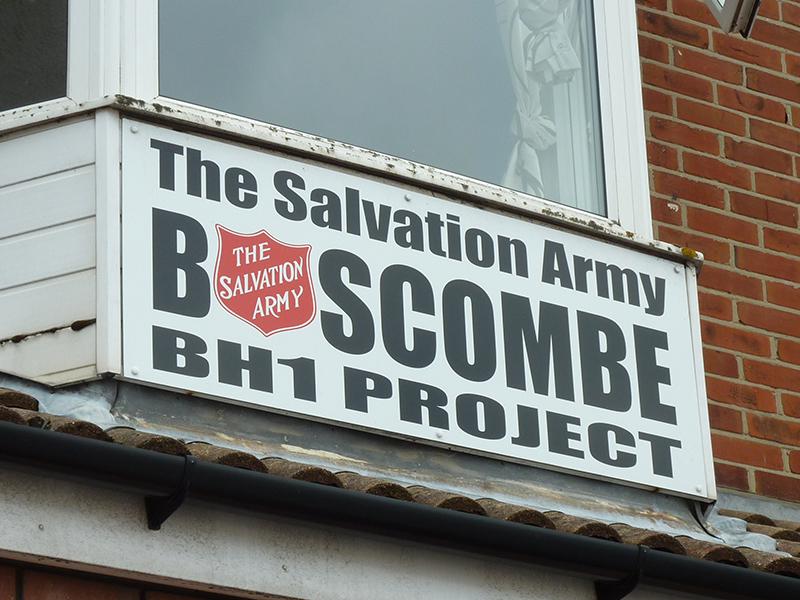 The Salvation Army
B SCOMBE
THE
SALVATION
ARMY
BH1 PROJECT